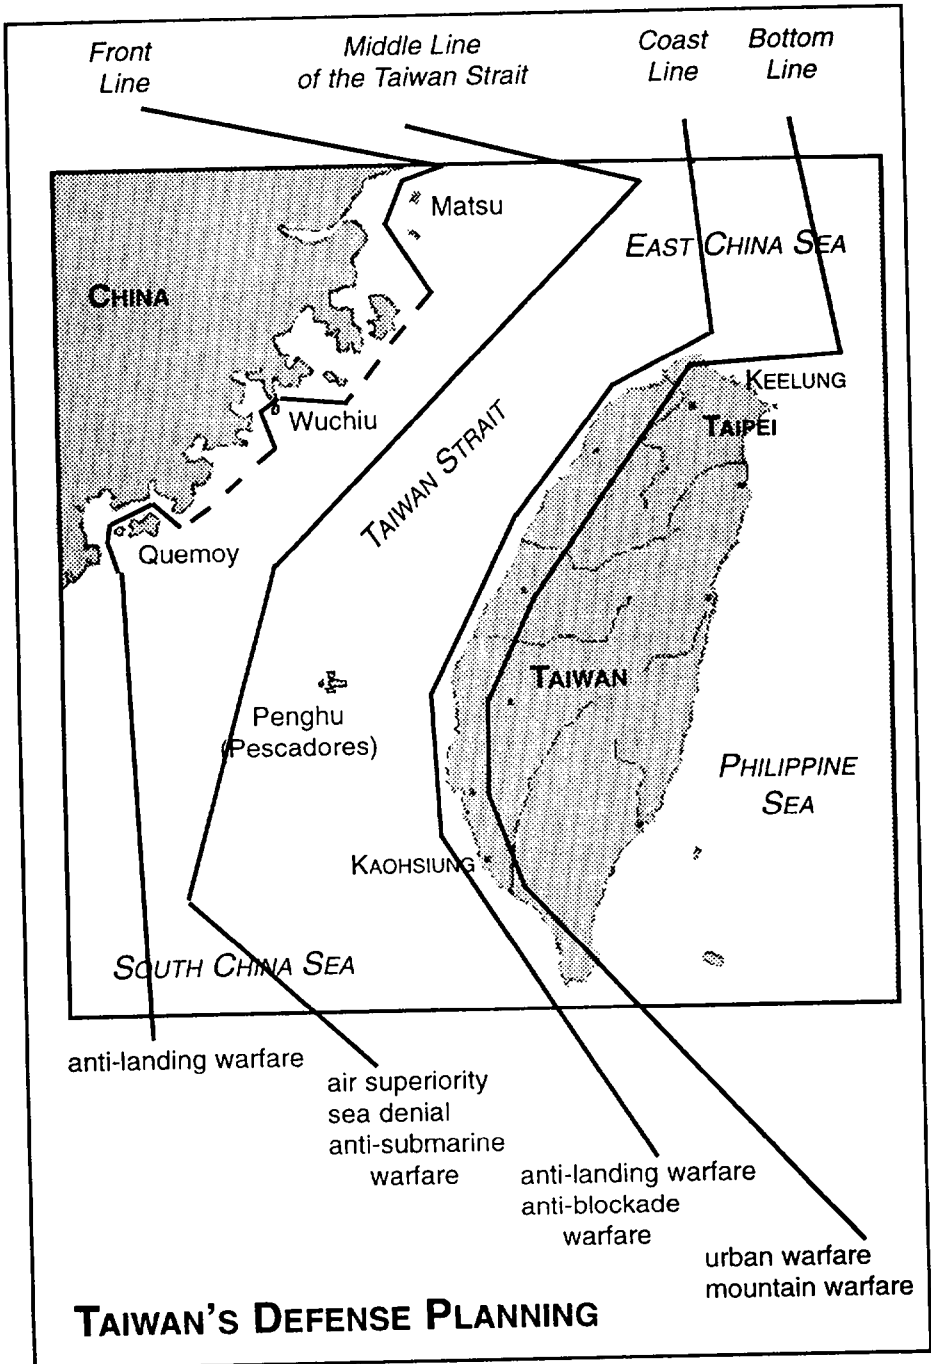 Front
Line
Middle Line
of the Taiwan Strait
Coast
Line
Bottom
Line
Matsu
EAST CHINA SEA
CHINA
KEELUNG
Wuchiu
TAIPEI
TAIWAN STRAIT
Quemoy
TAIWAN
Penghu
(Pescadores)
PHILIPPINE
SEA
KAOHSIUNG
SOUTH CHINA SEA
anti-landing warfare
air superiority
sea denial
anti-submarine
warfare
anti-landing warfare
anti-blockade
warfare
urban warfare
mountain warfare
TAIWAN'S DEFENSE PLANNING